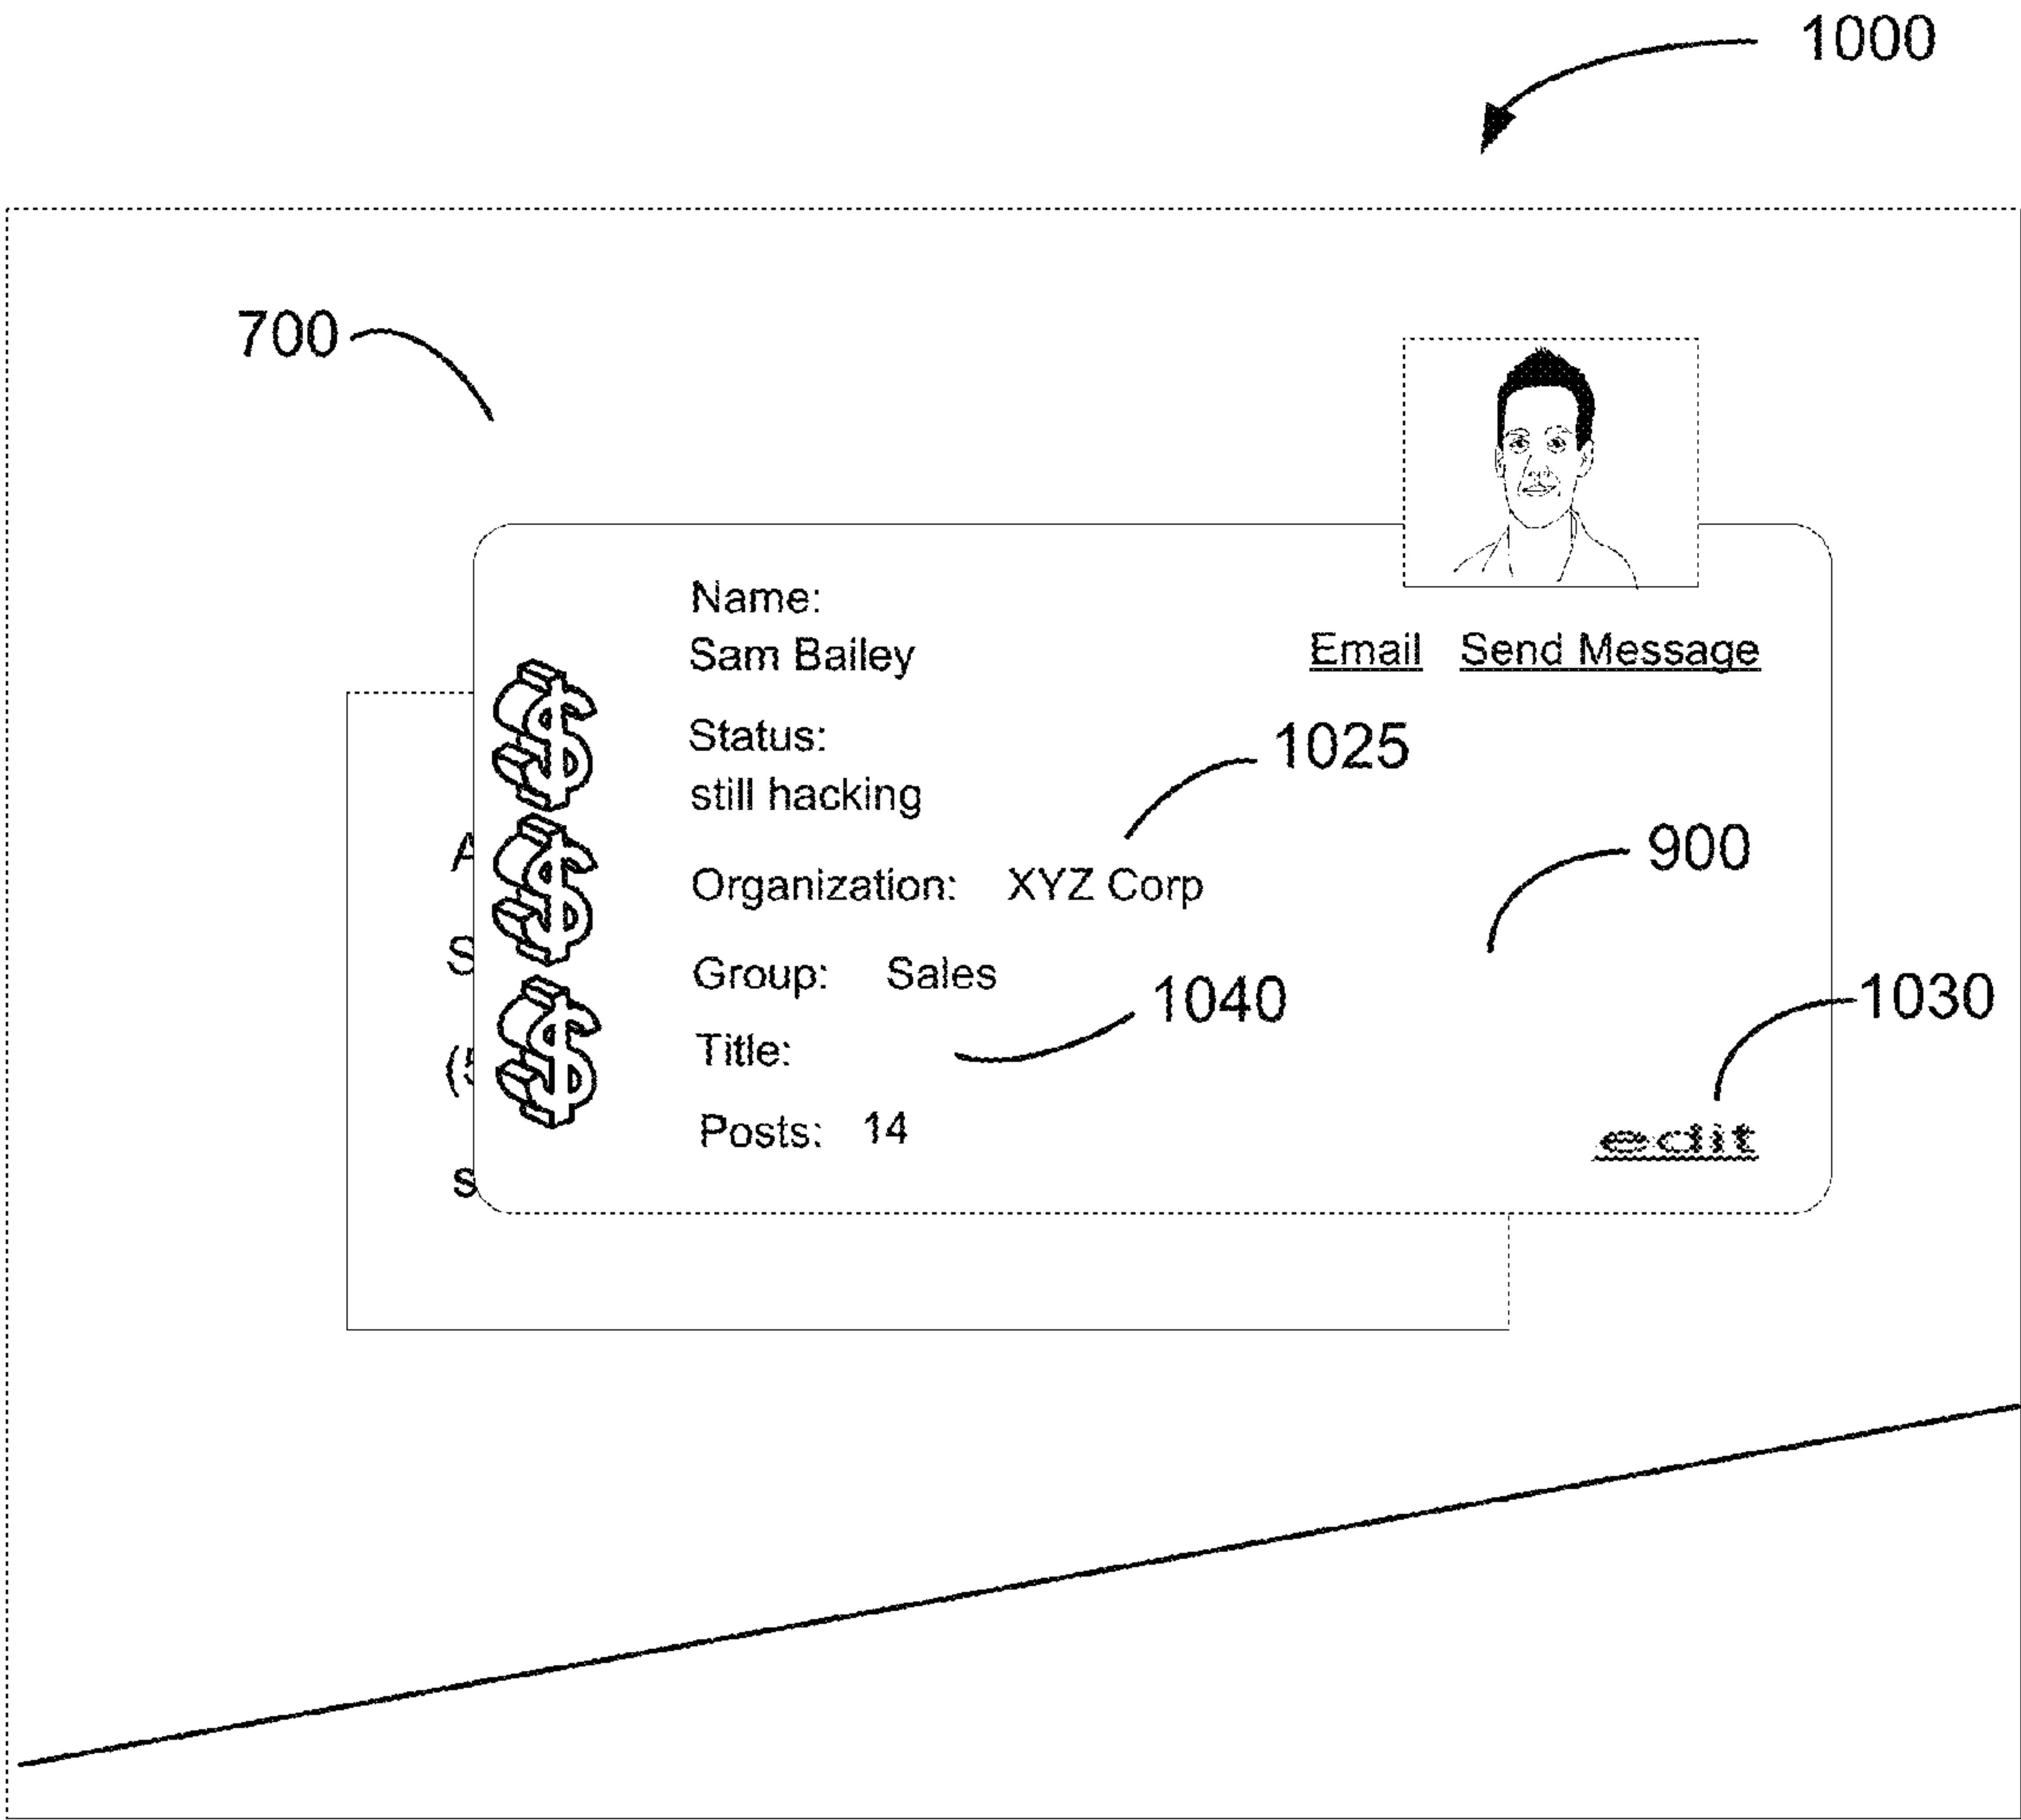 1000
700
Name:
Sam Bailey
Email Send Message
Status:
1025
still hacking
900
A
Organization: XYZ Corp
S
Group: Sales
1040
1030
Title:
(5
Posts: 14
edit
s